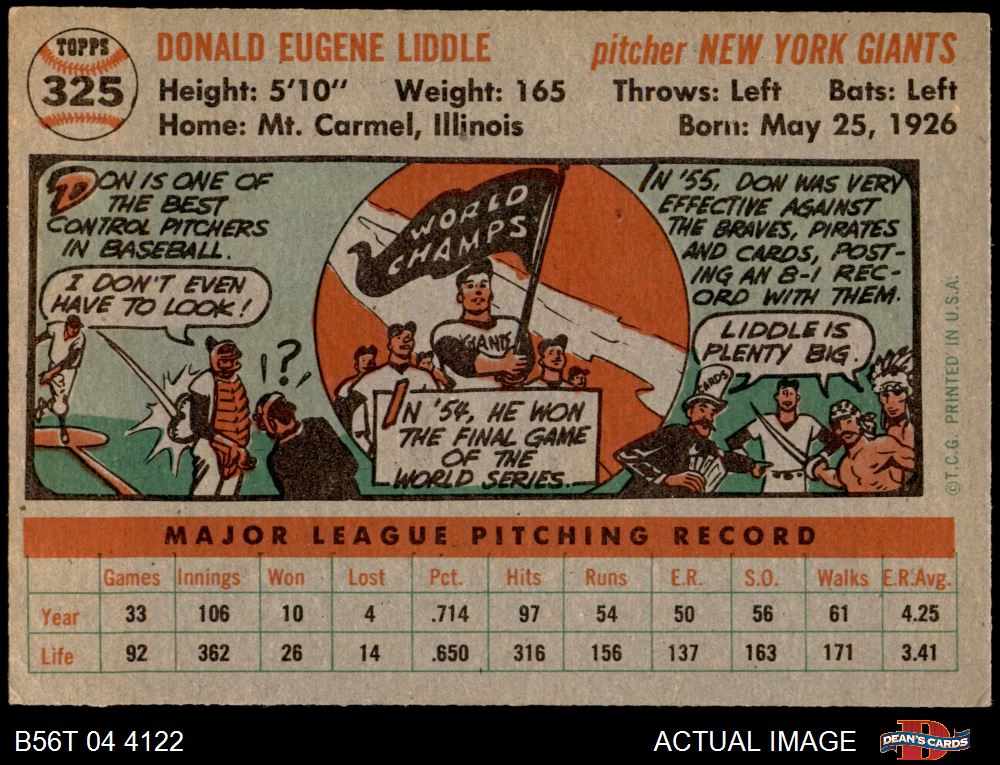 TOPPS
325
DONALD EUGENE LIDDLE
pitcher NEW YORK GIANTS
Height: 5'10" Weight: 165 Throws: Left Bats: Left
Home: Mt. Carmel, Illinois Born: May 25, 1926
DON IS ONE OF
THE BEST
CONTROL PITCHERS
IN BASEBALL.
I DON'T EVEN
HAVE TO LOOK!
!?
WORLD
CHAMPS
GIANTS
IN '54, HE WON
THE FINAL GAME
OF THE
WORLD SERIES.
IN '55, DON WAS VERY
EFFECTIVE AGAINST
THE BRAVES, PIRATES
AND CARDS, POST-
ING AN 8-1 REC-
ORD WITH THEM.
LIDDLE IS
PLENTY BIG.
CARDS
©T.C.G. PRINTED IN U.S.A.
MAJOR LEAGUE PITCHING RECORD
Games Innings Won Lost Pct. Hits Runs E.R. S.O. Walks E.R.Avg.
Year 33 106 10 4 .714 97 54 50 56 61 4.25
Life 92 362 26 14 .650 316 156 137 163 171 3.41
B56T 04 4122
ACTUAL IMAGE
DEAN'S CARDS